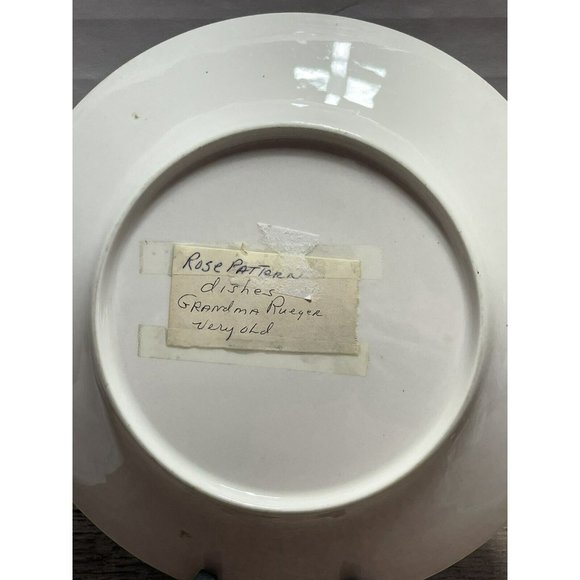 Rose Pattern
dishes
Grandma Rueger
Very old